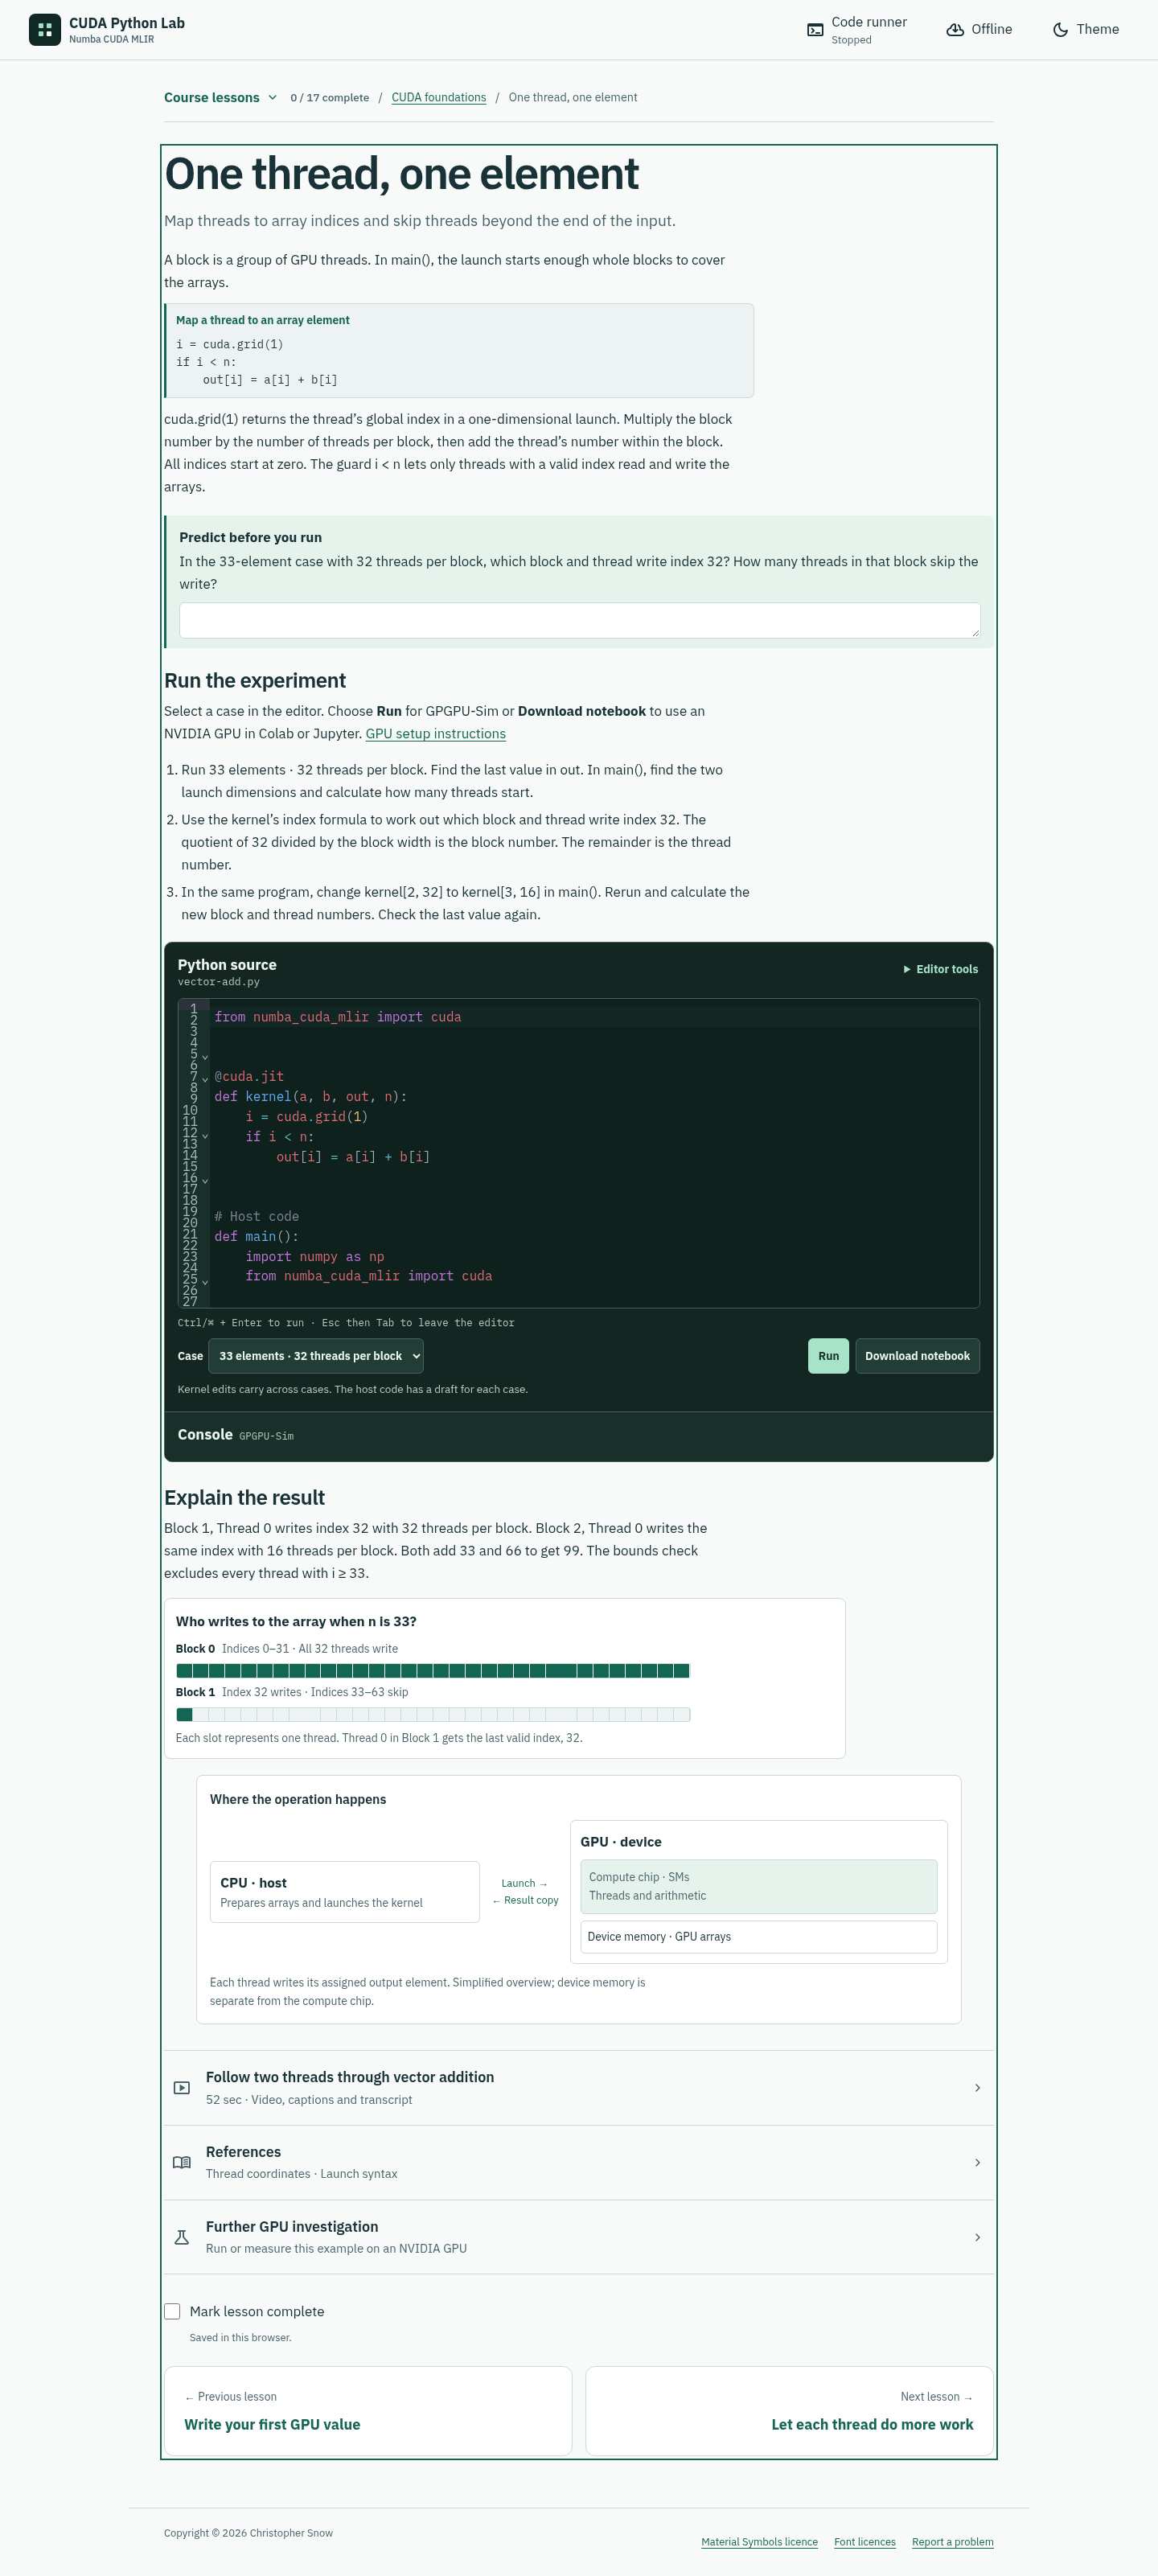 CUDA Python Lab
Numba CUDA MLIR
Code runner
Stopped
Offline
Theme
Course lessons
0 / 17 complete / CUDA foundations / One thread, one element
One thread, one element
Map threads to array indices and skip threads beyond the end of the input.
A block is a group of GPU threads. In main(), the launch starts enough whole blocks to cover
the arrays.
Map a thread to an array element
i = cuda.grid(1)
if i < n:
    out[i] = a[i] + b[i]
cuda.grid(1) returns the thread’s global index in a one-dimensional launch. Multiply the block
number by the number of threads per block, then add the thread’s number within the block.
All indices start at zero. The guard i < n lets only threads with a valid index read and write the
arrays.
Predict before you run
In the 33-element case with 32 threads per block, which block and thread write index 32? How many threads in that block skip the
write?
Run the experiment
Select a case in the editor. Choose Run for GPGPU-Sim or Download notebook to use an
NVIDIA GPU in Colab or Jupyter. GPU setup instructions
1. Run 33 elements · 32 threads per block. Find the last value in out. In main(), find the two
launch dimensions and calculate how many threads start.
2. Use the kernel’s index formula to work out which block and thread write index 32. The
quotient of 32 divided by the block width is the block number. The remainder is the thread
number.
3. In the same program, change kernel[2, 32] to kernel[3, 16] in main(). Rerun and calculate the
new block and thread numbers. Check the last value again.
Python source
vector-add.py
Editor tools
1
2
3
4
5
6
7
8
9
10
11
12
13
14
15
16
17
18
19
20
21
22
23
24
25
26
27
from numba_cuda_mlir import cuda
@cuda.jit
def kernel(a, b, out, n):
    i = cuda.grid(1)
    if i < n:
        out[i] = a[i] + b[i]
# Host code
def main():
    import numpy as np
    from numba_cuda_mlir import cuda
Ctrl/⌘ + Enter to run · Esc then Tab to leave the editor
Case
33 elements · 32 threads per block
Run
Download notebook
Kernel edits carry across cases. The host code has a draft for each case.
Console GPGPU-Sim
Explain the result
Block 1, Thread 0 writes index 32 with 32 threads per block. Block 2, Thread 0 writes the
same index with 16 threads per block. Both add 33 and 66 to get 99. The bounds check
excludes every thread with i ≥ 33.
Who writes to the array when n is 33?
Block 0 Indices 0–31 · All 32 threads write
Block 1 Index 32 writes · Indices 33–63 skip
Each slot represents one thread. Thread 0 in Block 1 gets the last valid index, 32.
Where the operation happens
CPU · host
Prepares arrays and launches the kernel
Launch →
← Result copy
GPU · device
Compute chip · SMs
Threads and arithmetic
Device memory · GPU arrays
Each thread writes its assigned output element. Simplified overview; device memory is
separate from the compute chip.
Follow two threads through vector addition
52 sec · Video, captions and transcript
References
Thread coordinates · Launch syntax
Further GPU investigation
Run or measure this example on an NVIDIA GPU
Mark lesson complete
Saved in this browser.
← Previous lesson
Write your first GPU value
Next lesson →
Let each thread do more work
Copyright © 2026 Christopher Snow
Material Symbols licence
Font licences
Report a problem